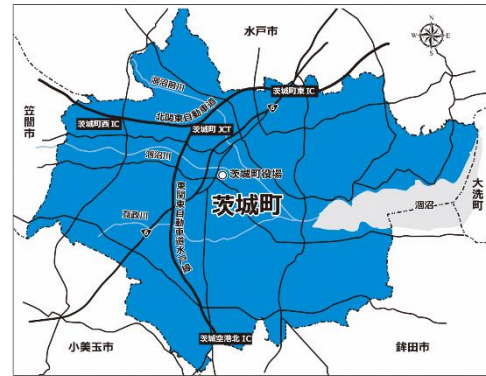 水戸市
N
W
E
S
涸沼前川
茨城町東IC
笠間市
北関東自動車道
茨城町西IC
茨城町JCT
涸沼川
茨城町役場
大洗町
茨城町
涸沼
寛政川
6
東関東自動車道水戸線
6
茨城空港北IC
小美玉市
鉾田市